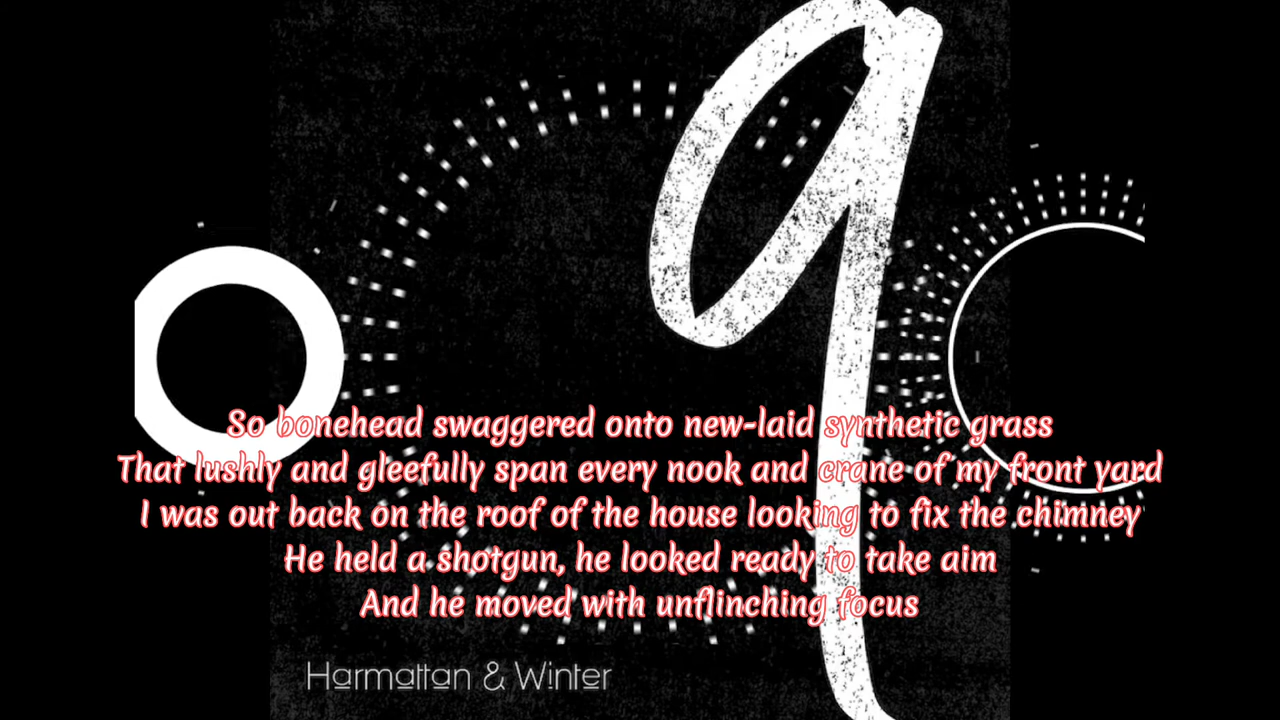 q
So bonehead swaggered onto new-laid synthetic grass
That lushly and gleefully span every nook and crane of my front yard
I was out back on the roof of the house looking to fix the chimney
He held a shotgun, he looked ready to take aim
And he moved with unflinching focus
Harmattan & Winter